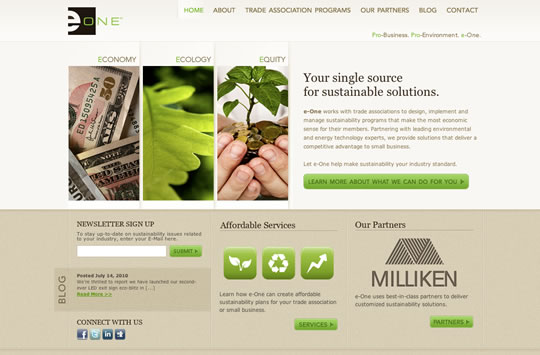 e ONE™
HOME ABOUT TRADE ASSOCIATION PROGRAMS OUR PARTNERS BLOG CONTACT
Pro-Business. Pro-Environment. e-One.
ECONOMY
ECOLOGY
EQUITY
Your single source
for sustainable solutions.
e-One works with trade associations to design, implement and
manage sustainability programs that make the most economic
sense for their members. Partnering with leading environmental
and energy technology experts, we provide solutions that deliver a
competitive advantage to small business.
Let e-One help make sustainability your industry standard.
LEARN MORE ABOUT WHAT WE CAN DO FOR YOU
NEWSLETTER SIGN UP
To stay up-to-date on sustainability issues related
to your industry, enter your E-Mail here.
SUBMIT
BLOG
Posted July 14, 2010
We're thrilled to report we have launched our second-
ever LED exit sign eco-blitz in [...]
Read More >>
CONNECT WITH US
Affordable Services
Learn how e-One can create affordable
sustainability plans for your trade association
or small business.
SERVICES
Our Partners
MILLIKEN
e-One uses best-in-class partners to deliver
customized sustainability solutions.
PARTNERS